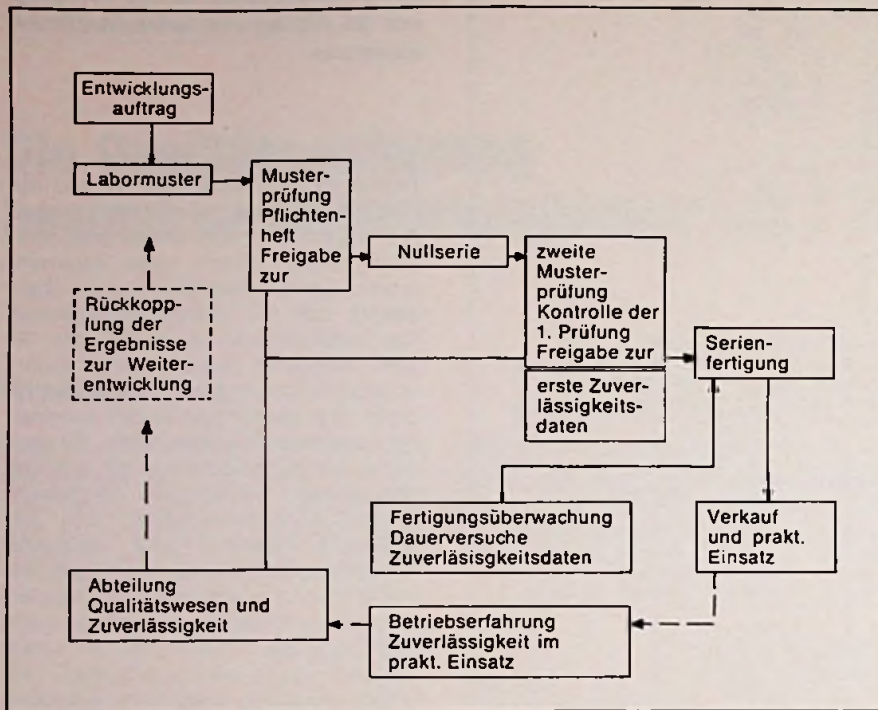 Entwicklungs-
auftrag
Labormuster
Muster-
prüfung
Pflichten-
heft
Freigabe
zur
Nullserie
zweite
Muster-
prüfung
Kontrolle der
1. Prüfung
Freigabe zur
erste Zuver-
lässigkeits-
daten
Serien-
fertigung
Rückkopp-
lung der
Ergebnisse
zur Weiter-
entwicklung
Fertigungsüberwachung
Dauerversuche
Zuverläsisgkeitsdaten
Verkauf
und prakt.
Einsatz
Abteilung
Qualitätswesen und
Zuverlässigkeit
Betriebserfahrung
Zuverlässigkeit im
prakt. Einsatz